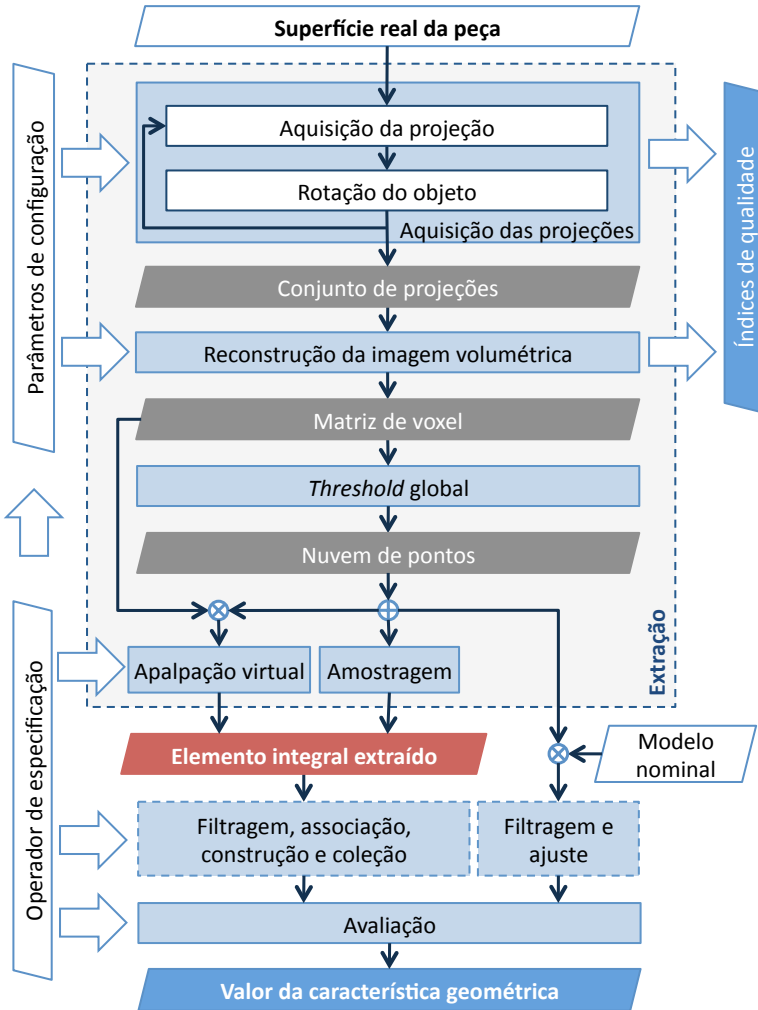 Superfície real da peça
Parâmetros de configuração
Aquisição da projeção
Rotação do objeto
Aquisição das projeções
Índices de qualidade
Conjunto de projeções
Reconstrução da imagem volumétrica
Matriz de voxel
Threshold global
Nuvem de pontos
Operador de especificação
Apalpação virtual
Amostragem
Extração
Elemento integral extraído
Modelo
nominal
Filtragem, associação,
construção e coleção
Filtragem e
ajuste
Avaliação
Valor da característica geométrica